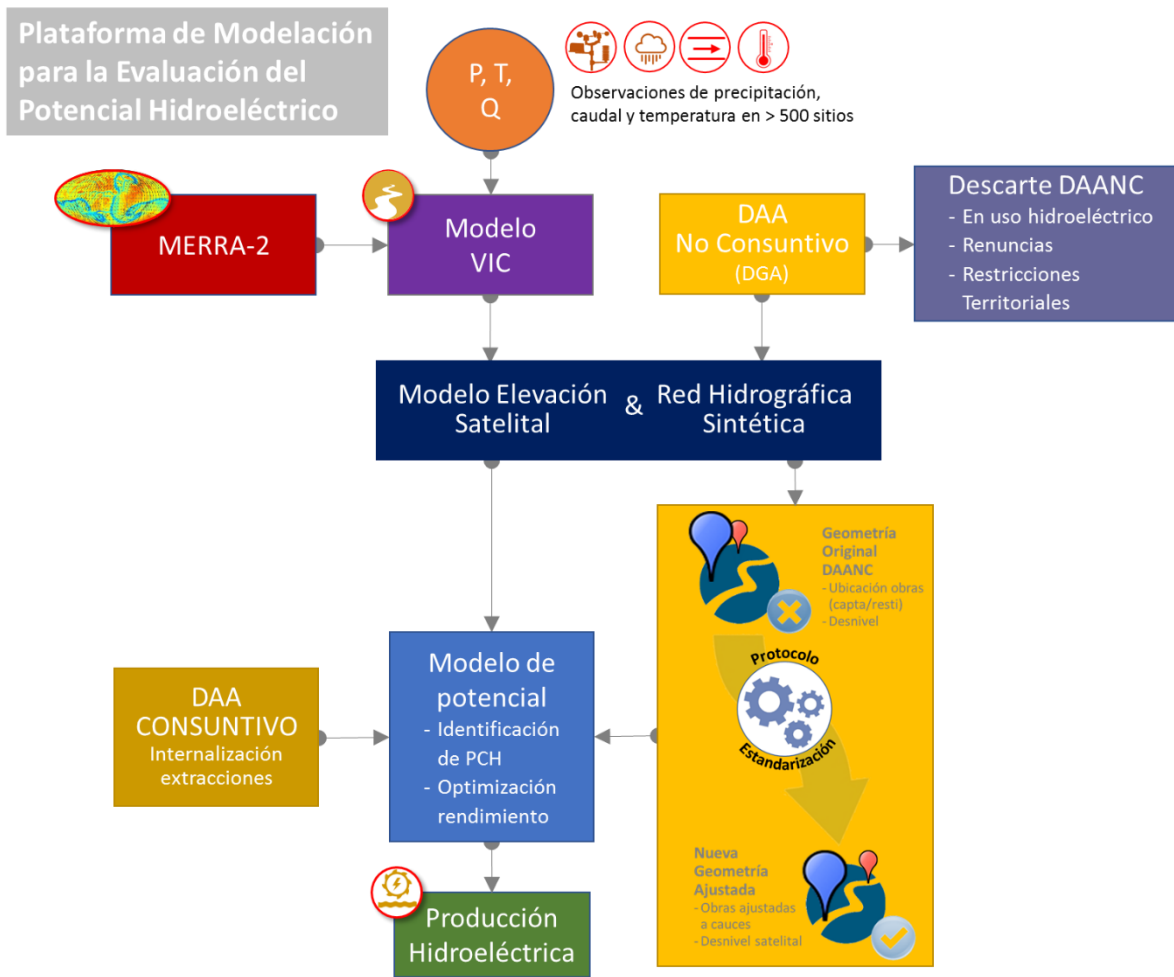 Plataforma de Modelación
para la Evaluación del
Potencial Hidroeléctrico
P, T,
Q
Observaciones de precipitación,
caudal y temperatura en > 500 sitios
MERRA-2
Modelo
VIC
DAA
No Consuntivo
(DGA)
Descarte DAANC
- En uso hidroeléctrico
- Renuncias
- Restricciones
Territoriales
Modelo Elevación
Satelital
&
Red Hidrográfica
Sintética
Geometría
Original
DAANC
- Ubicación obras
(capta/resti)
- Desnivel
Protocolo
Estandarización
DAA
CONSUNTIVO
Internalización
extracciones
Modelo de
potencial
- Identificación
de PCH
- Optimización
rendimiento
Nueva
Geometría
Ajustada
- Obras ajustadas
a cauces
- Desnivel satelital
Producción
Hidroeléctrica